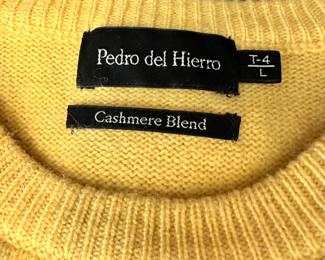 Pedro del Hierro
T-4
L
Cashmere Blend